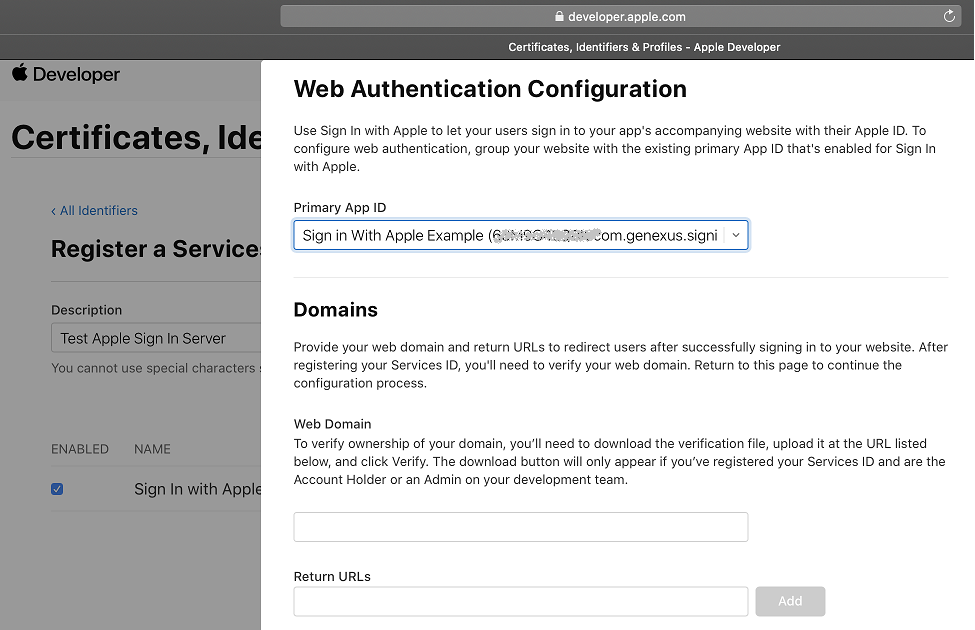 developer.apple.com
Certificates, Identifiers & Profiles - Apple Developer
Developer
Certificates, Ide
‹ All Identifiers
Register a Services
Description
Test Apple Sign In Server
You cannot use special characters
ENABLED NAME
Sign In with Apple
Web Authentication Configuration
Use Sign In with Apple to let your users sign in to your app's accompanying website with their Apple ID. To
configure web authentication, group your website with the existing primary App ID that's enabled for Sign In
with Apple.
Primary App ID
Sign in With Apple Example ( com.genexus.signi
Domains
Provide your web domain and return URLs to redirect users after successfully signing in to your website. After
registering your Services ID, you'll need to verify your web domain. Return to this page to continue the
configuration process.
Web Domain
To verify ownership of your domain, you’ll need to download the verification file, upload it at the URL listed
below, and click Verify. The download button will only appear if you’ve registered your Services ID and are the
Account Holder or an Admin on your development team.
Return URLs
Add